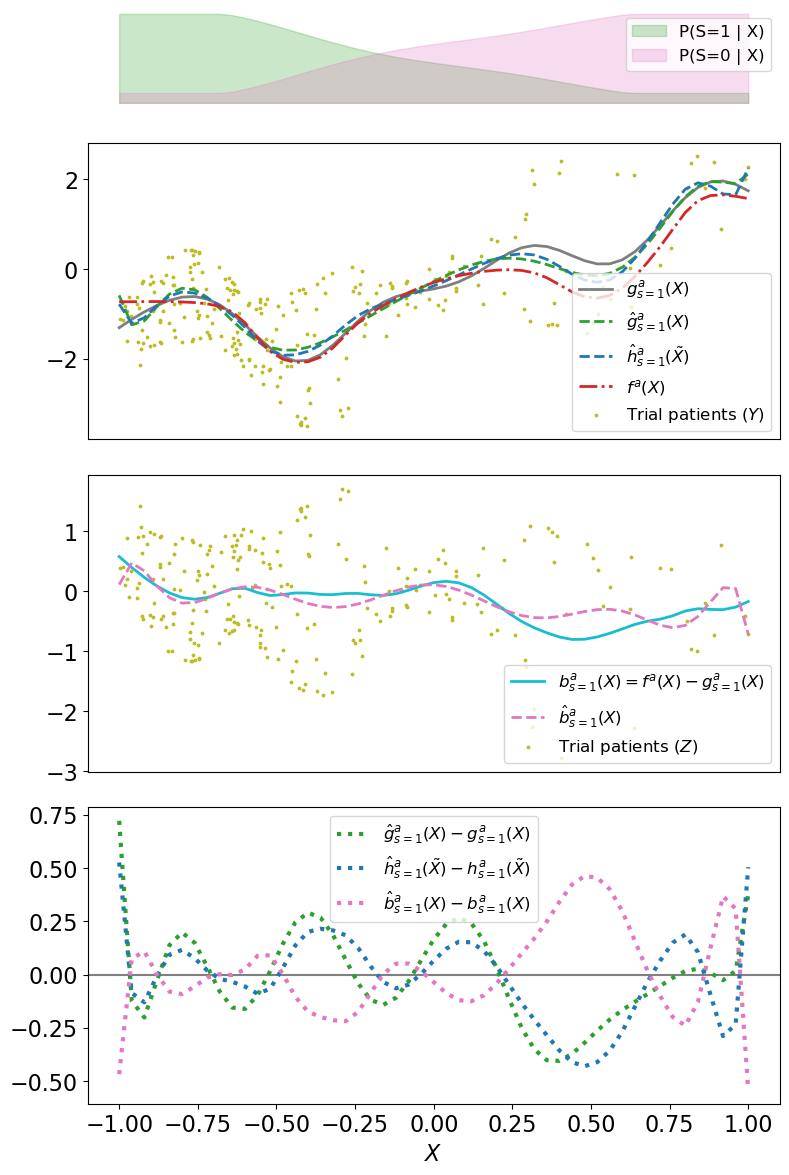 P(S=1 | X)
P(S=0 | X)
2
0
−2
g^a_{s=1}(X)
ĝ^a_{s=1}(X)
ĥ^a_{s=1}(X̃)
f^a(X)
Trial patients (Y)
1
0
−1
−2
−3
b^a_{s=1}(X) = f^a(X) − g^a_{s=1}(X)
b̂^a_{s=1}(X)
Trial patients (Z)
0.75
0.50
0.25
0.00
−0.25
−0.50
ĝ^a_{s=1}(X) − g^a_{s=1}(X)
ĥ^a_{s=1}(X̃) − h^a_{s=1}(X̃)
b̂^a_{s=1}(X) − b^a_{s=1}(X)
−1.00 −0.75 −0.50 −0.25 0.00 0.25 0.50 0.75 1.00
X